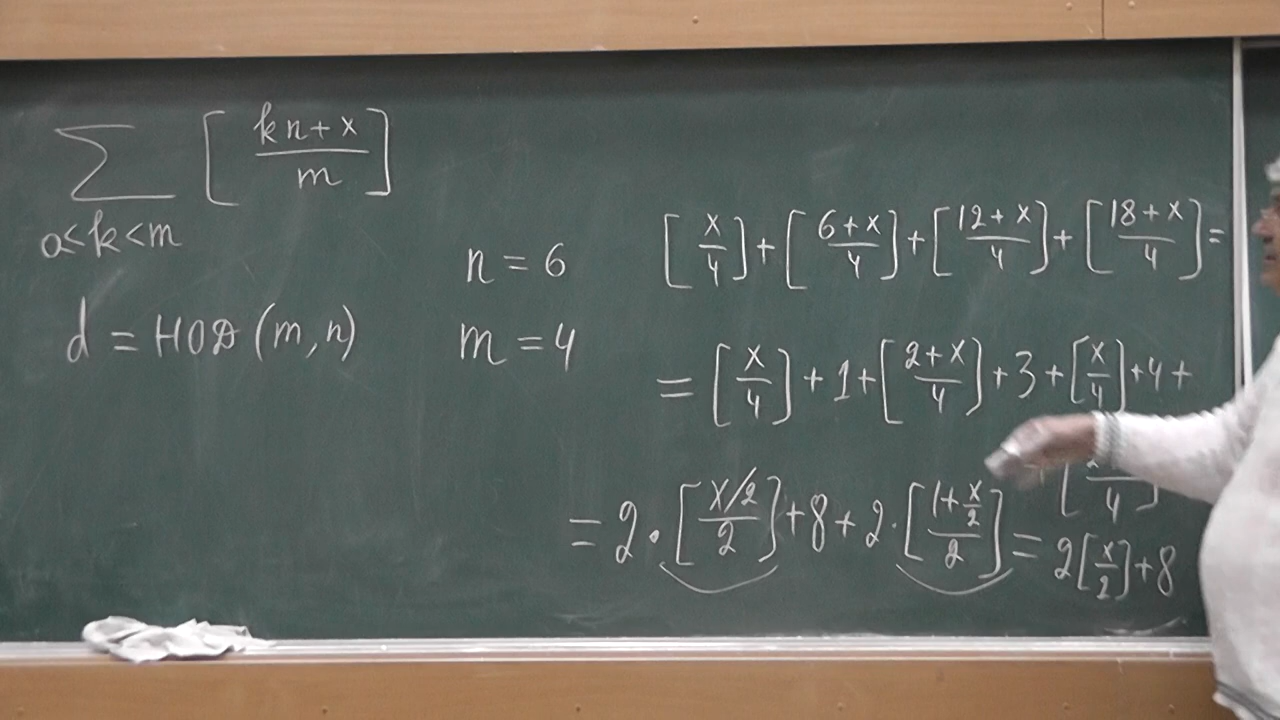 ∑ [ (kn+x)/m ]
0<k<m
d = НОД (m,n)
n = 6
m = 4
[x/4] + [(6+x)/4] + [(12+x)/4] + [(18+x)/4] =
= [x/4] + 1 + [(2+x)/4] + 3 + [x/4] + 4 +
4]
= 2 · [(x/2)/2] + 8 + 2 · [(1+x/2)/2] = 2[x/2] + 8